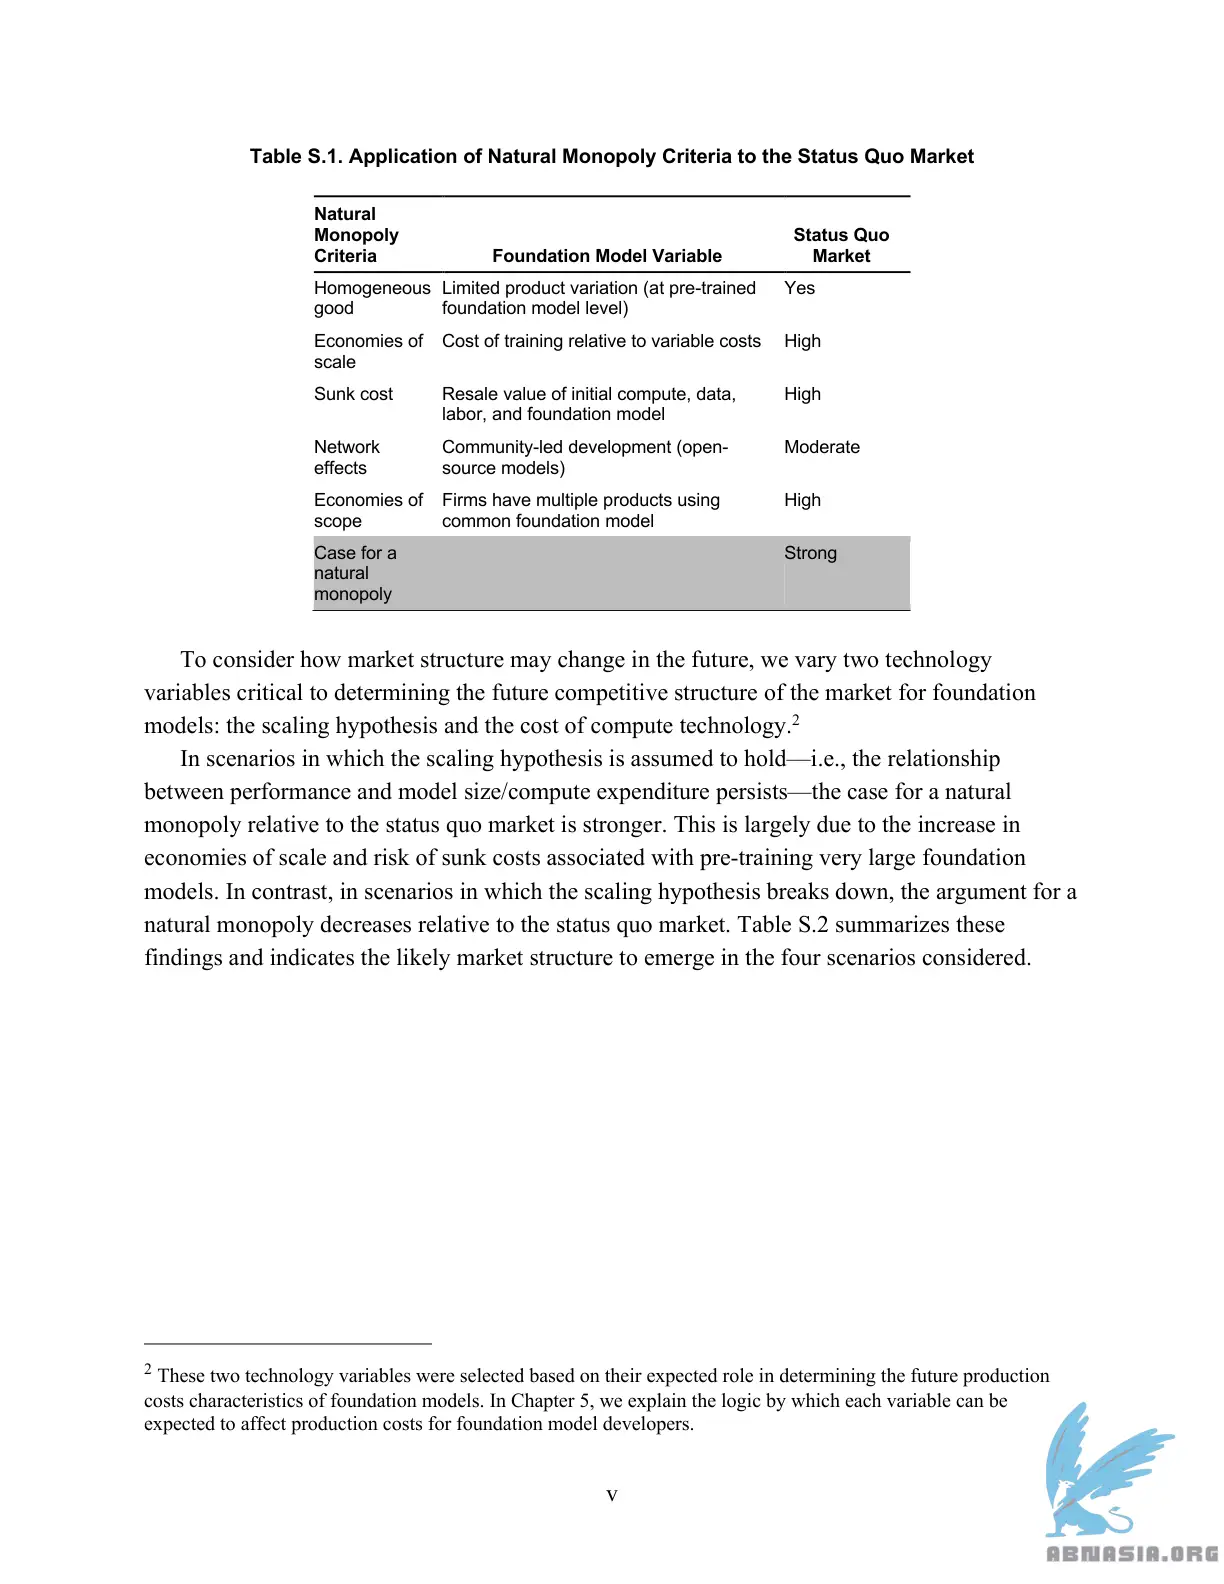 Table S.1. Application of Natural Monopoly Criteria to the Status Quo Market
Natural
Monopoly
Criteria
Foundation Model Variable
Status Quo
Market
Homogeneous
good
Limited product variation (at pre-trained
foundation model level)
Yes
Economies of
scale
Cost of training relative to variable costs
High
Sunk cost
Resale value of initial compute, data,
labor, and foundation model
High
Network
effects
Community-led development (open-
source models)
Moderate
Economies of
scope
Firms have multiple products using
common foundation model
High
Case for a
natural
monopoly
Strong
To consider how market structure may change in the future, we vary two technology
variables critical to determining the future competitive structure of the market for foundation
models: the scaling hypothesis and the cost of compute technology.2
In scenarios in which the scaling hypothesis is assumed to hold—i.e., the relationship
between performance and model size/compute expenditure persists—the case for a natural
monopoly relative to the status quo market is stronger. This is largely due to the increase in
economies of scale and risk of sunk costs associated with pre-training very large foundation
models. In contrast, in scenarios in which the scaling hypothesis breaks down, the argument for a
natural monopoly decreases relative to the status quo market. Table S.2 summarizes these
findings and indicates the likely market structure to emerge in the four scenarios considered.
2 These two technology variables were selected based on their expected role in determining the future production
costs characteristics of foundation models. In Chapter 5, we explain the logic by which each variable can be
expected to affect production costs for foundation model developers.
v
ABNASIA.ORG